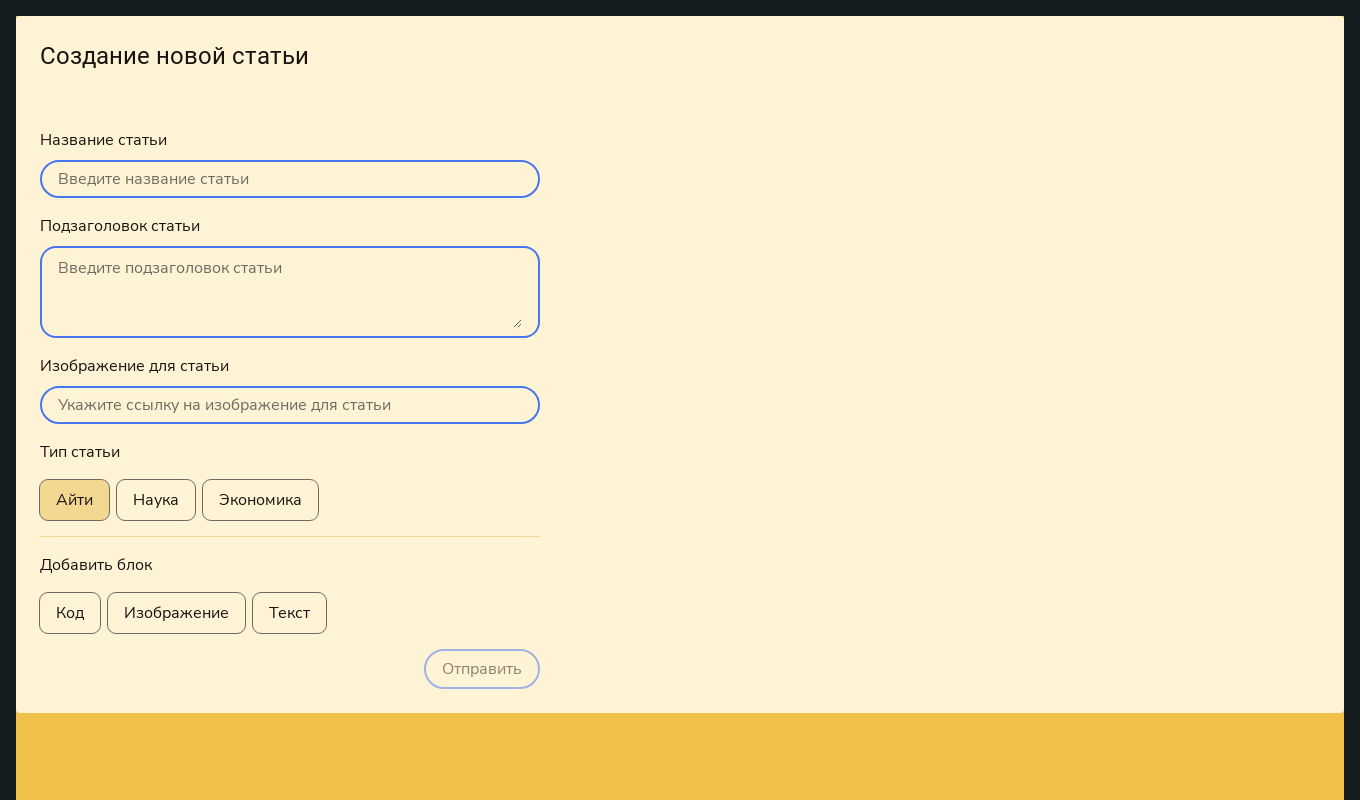 Создание новой статьи
Название статьи
Введите название статьи
Подзаголовок статьи
Введите подзаголовок статьи
Изображение для статьи
Укажите ссылку на изображение для статьи
Тип статьи
Айти Наука Экономика
Добавить блок
Код Изображение Текст
Отправить